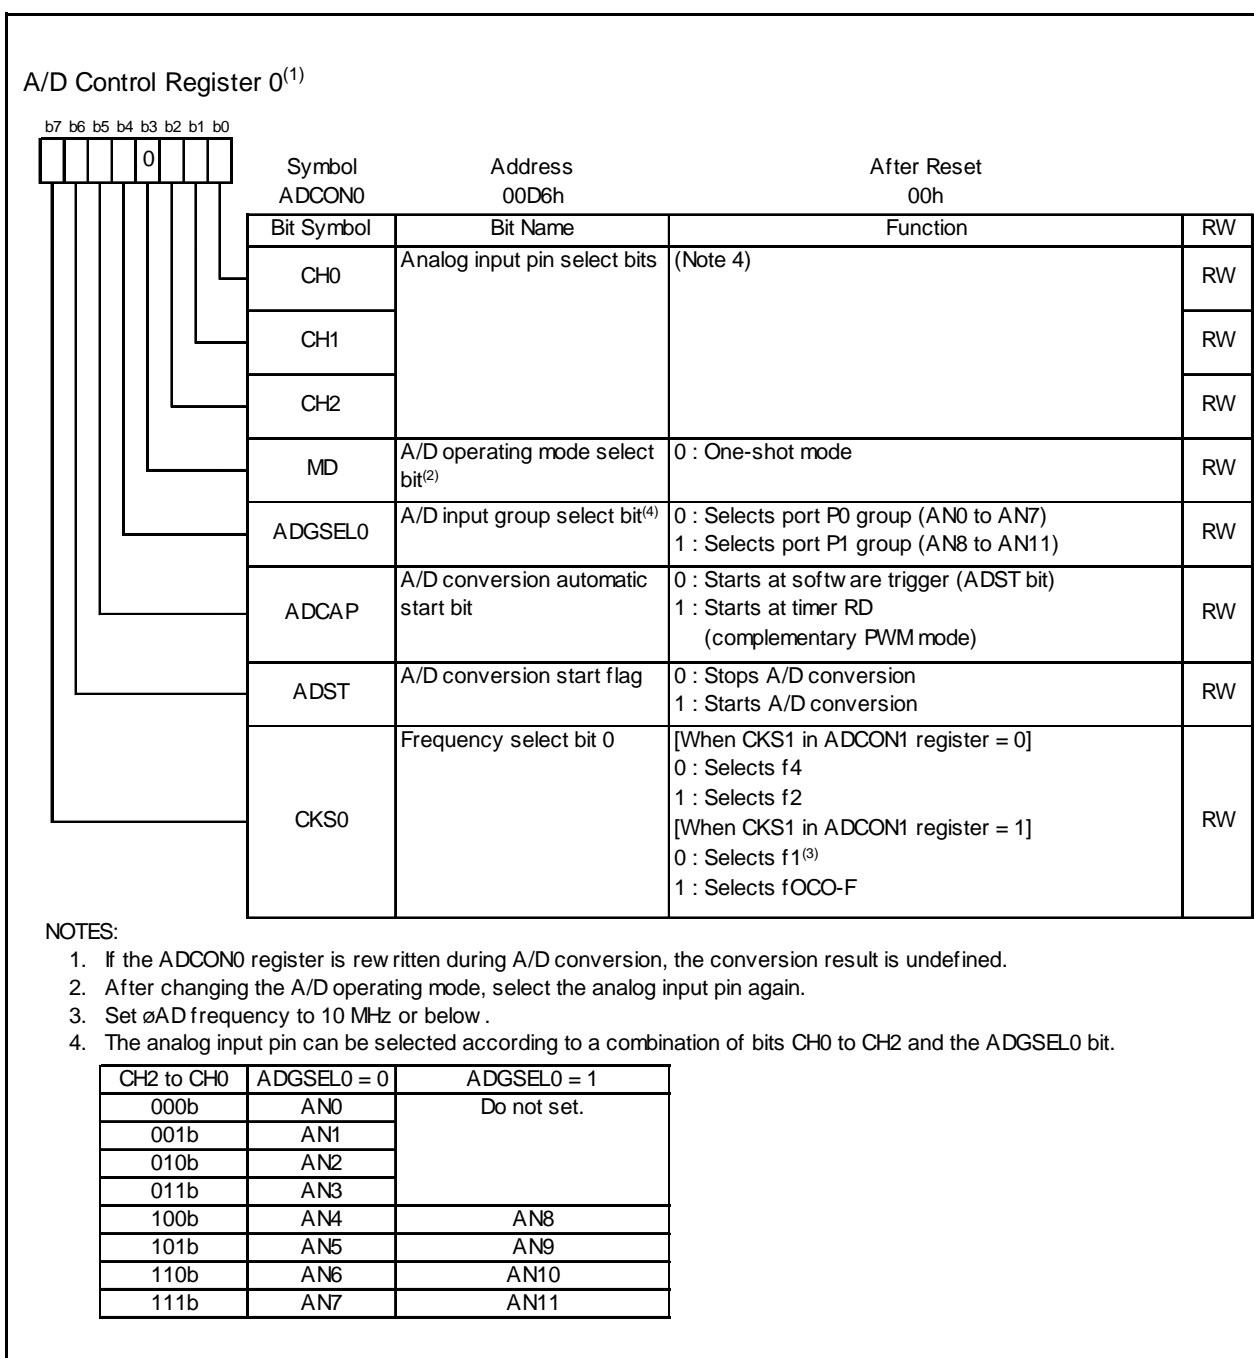 A/D Control Register 0(1)
b7 b6 b5 b4 b3 b2 b1 b0
0
Symbol Address After Reset
ADCON0 00D6h 00h
Bit Symbol Bit Name Function RW
CH0 Analog input pin select bits (Note 4) RW
CH1 RW
CH2 RW
MD A/D operating mode select bit(2) 0 : One-shot mode RW
ADGSEL0 A/D input group select bit(4) 0 : Selects port P0 group (AN0 to AN7)
1 : Selects port P1 group (AN8 to AN11) RW
ADCAP A/D conversion automatic start bit 0 : Starts at software trigger (ADST bit)
1 : Starts at timer RD
(complementary PWM mode) RW
ADST A/D conversion start flag 0 : Stops A/D conversion
1 : Starts A/D conversion RW
CKS0 Frequency select bit 0 [When CKS1 in ADCON1 register = 0]
0 : Selects f4
1 : Selects f2
[When CKS1 in ADCON1 register = 1]
0 : Selects f1(3)
1 : Selects fOCO-F RW
NOTES:
1. If the ADCON0 register is rewritten during A/D conversion, the conversion result is undefined.
2. After changing the A/D operating mode, select the analog input pin again.
3. Set øAD frequency to 10 MHz or below.
4. The analog input pin can be selected according to a combination of bits CH0 to CH2 and the ADGSEL0 bit.
CH2 to CH0 ADGSEL0 = 0 ADGSEL0 = 1
000b AN0 Do not set.
001b AN1
010b AN2
011b AN3
100b AN4 AN8
101b AN5 AN9
110b AN6 AN10
111b AN7 AN11